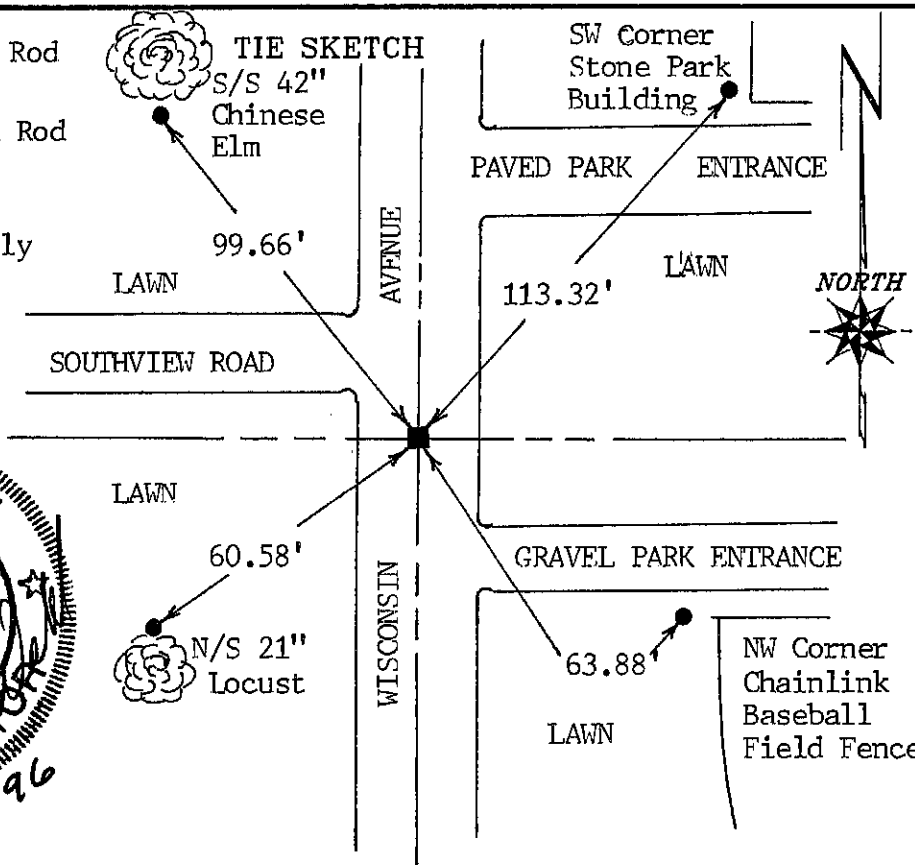 Rod
TIE SKETCH
S/S 42"
Chinese
Elm
SW Corner
Stone Park
Building
Rod
PAVED PARK ENTRANCE
ly
99.66'
AVENUE
LAWN
LAWN
113.32'
NORTH
SOUTHVIEW ROAD
LAWN
60.58'
GRAVEL PARK ENTRANCE
WISCONSIN
N/S 21"
Locust
63.88'
NW Corner
Chainlink
Baseball
Field Fence
LAWN
96